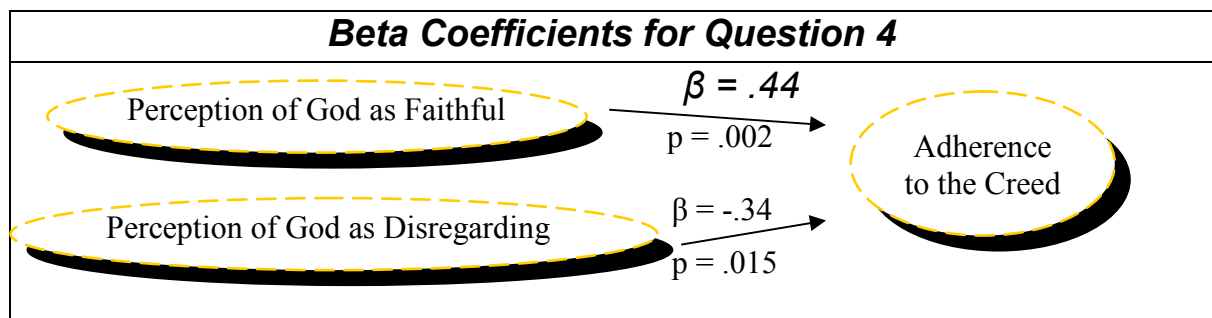 Beta Coefficients for Question 4
Perception of God as Faithful
β = .44
p = .002
Adherence
to the Creed
Perception of God as Disregarding
β = -.34
p = .015